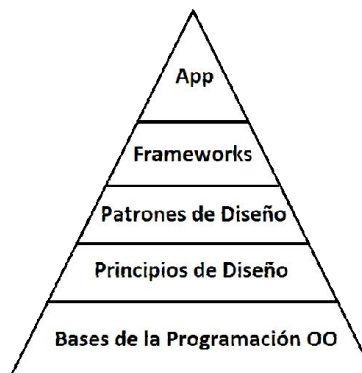 App
Frameworks
Patrones de Diseño
Principios de Diseño
Bases de la Programación OO